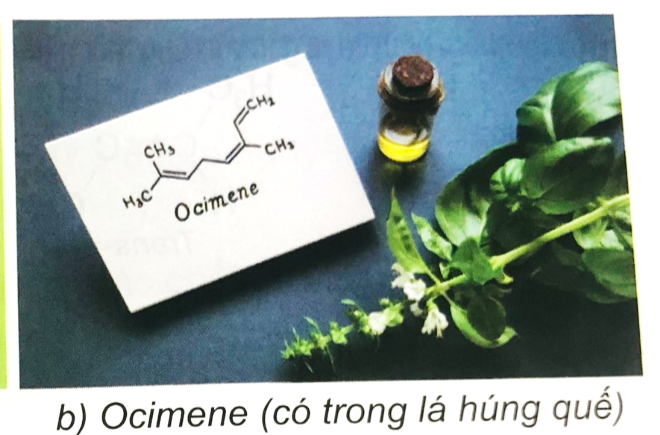 CH₂
CH₃
CH₃
H₃C
Ocimene
b) Ocimene (có trong lá húng quế)